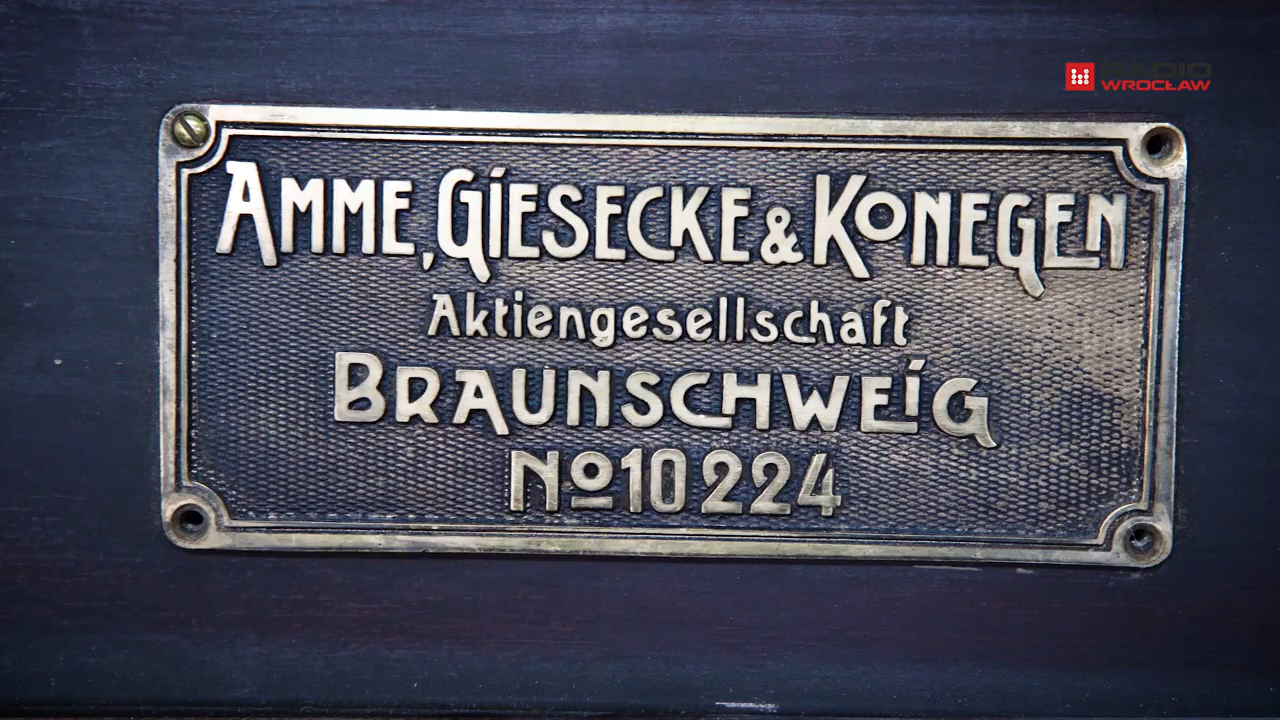 RADIO
WROCŁAW
AMME, GIESECKE & KONEGEN
Aktiengesellschaft
BRAUNSCHWEIG
No 10224